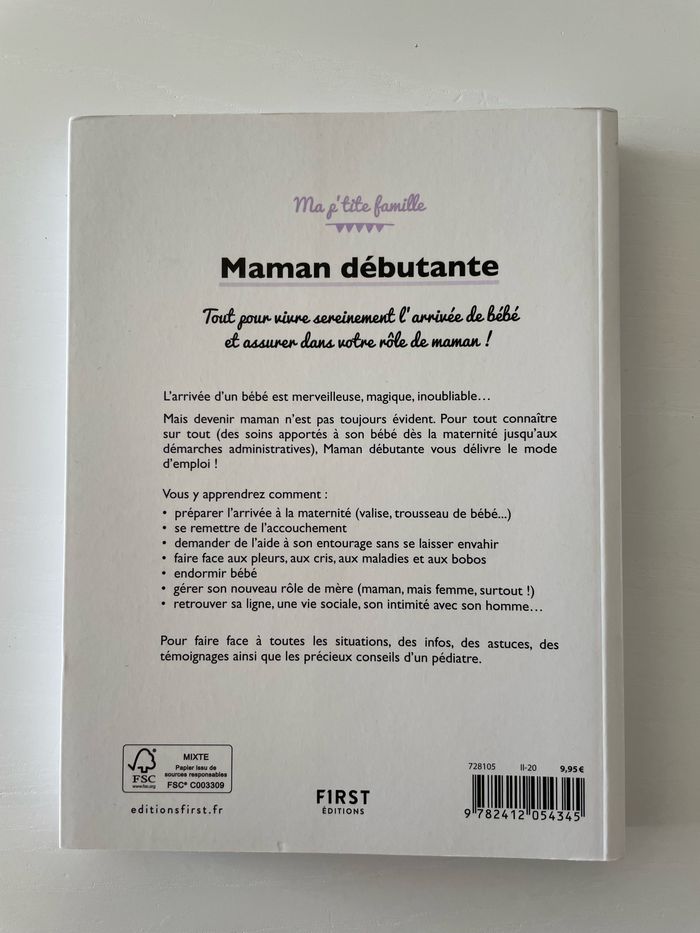 Ma p'tite famille
Maman débutante
Tout pour vivre sereinement l'arrivée de bébé
et assurer dans votre rôle de maman !
L'arrivée d'un bébé est merveilleuse, magique, inoubliable...
Mais devenir maman n'est pas toujours évident. Pour tout connaître
sur tout (des soins apportés à son bébé dès la maternité jusqu'aux
démarches administratives), Maman débutante vous délivre le mode
d'emploi !
Vous y apprendrez comment :
• préparer l'arrivée à la maternité (valise, trousseau de bébé...)
• se remettre de l'accouchement
• demander de l'aide à son entourage sans se laisser envahir
• faire face aux pleurs, aux cris, aux maladies et aux bobos
• endormir bébé
• gérer son nouveau rôle de mère (maman, mais femme, surtout !)
• retrouver sa ligne, une vie sociale, son intimité avec son homme...
Pour faire face à toutes les situations, des infos, des astuces, des
témoignages ainsi que les précieux conseils d'un pédiatre.
FSC
www.fsc.org
MIXTE
Papier issu de
sources responsables
FSC® C003309
editionsfirst.fr
F1RST
ÉDITIONS
728105 II-20 9,95 €
9 782412 054345